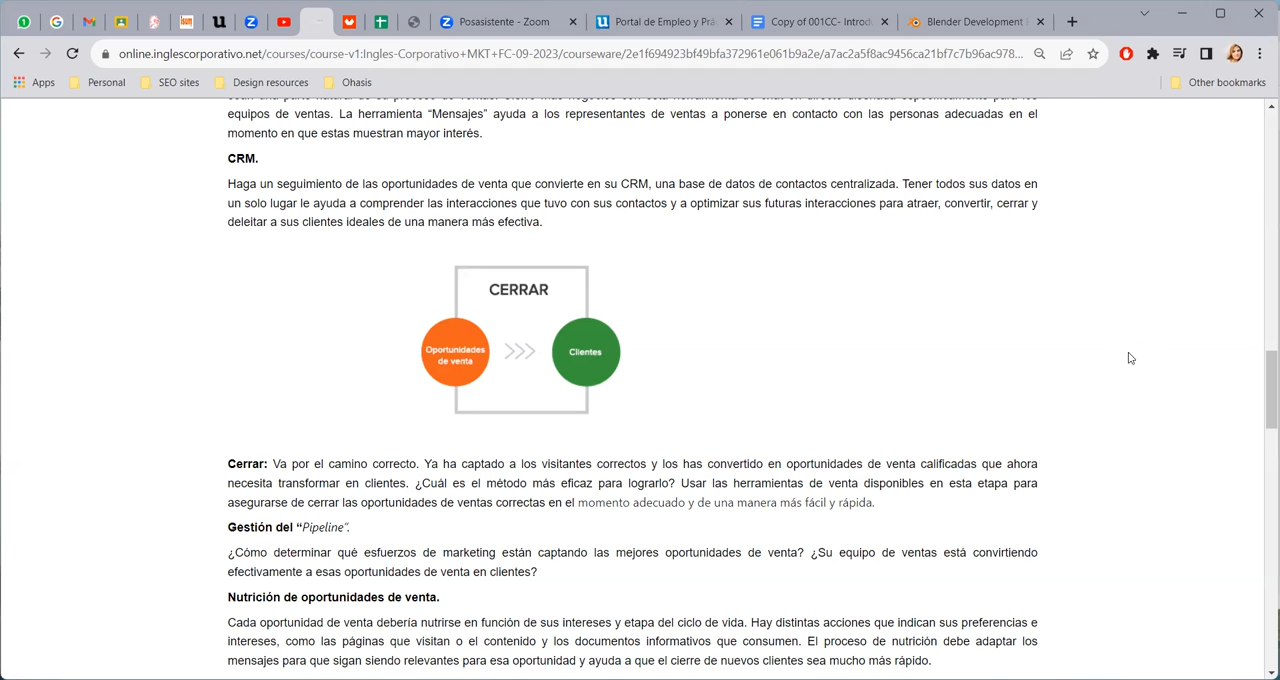 Posasistente - Zoom
Portal de Empleo y Prá
Copy of 001CC- Introdu
Blender Development F
online.inglescorporativo.net/courses/course-v1:Ingles-Corporativo+MKT+FC-09-2023/courseware/2e1f694923bf49bfa372961e061b9a2e/a7ac2a5f8ac9456ca21bf7c7b96ac978...
Apps Personal SEO sites Design resources Ohasis Other bookmarks
equipos de ventas. La herramienta “Mensajes” ayuda a los representantes de ventas a ponerse en contacto con las personas adecuadas en el
momento en que estas muestran mayor interés.
CRM.
Haga un seguimiento de las oportunidades de venta que convierte en su CRM, una base de datos de contactos centralizada. Tener todos sus datos en
un solo lugar le ayuda a comprender las interacciones que tuvo con sus contactos y a optimizar sus futuras interacciones para atraer, convertir, cerrar y
deleitar a sus clientes ideales de una manera más efectiva.
CERRAR
Oportunidades
de venta
Clientes
Cerrar: Va por el camino correcto. Ya ha captado a los visitantes correctos y los has convertido en oportunidades de venta calificadas que ahora
necesita transformar en clientes. ¿Cuál es el método más eficaz para lograrlo? Usar las herramientas de venta disponibles en esta etapa para
asegurarse de cerrar las oportunidades de ventas correctas en el momento adecuado y de una manera más fácil y rápida.
Gestión del “Pipeline”.
¿Cómo determinar qué esfuerzos de marketing están captando las mejores oportunidades de venta? ¿Su equipo de ventas está convirtiendo
efectivamente a esas oportunidades de venta en clientes?
Nutrición de oportunidades de venta.
Cada oportunidad de venta debería nutrirse en función de sus intereses y etapa del ciclo de vida. Hay distintas acciones que indican sus preferencias e
intereses, como las páginas que visitan o el contenido y los documentos informativos que consumen. El proceso de nutrición debe adaptar los
mensajes para que sigan siendo relevantes para esa oportunidad y ayuda a que el cierre de nuevos clientes sea mucho más rápido.